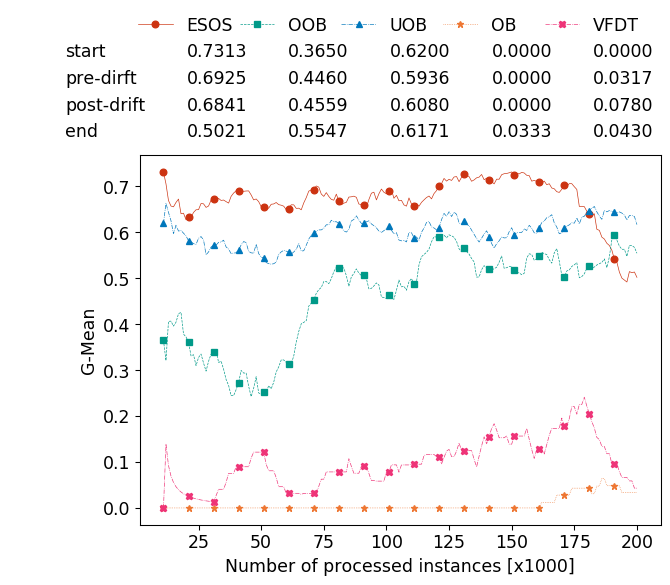 ESOS OOB UOB OB VFDT
start 0.7313 0.3650 0.6200 0.0000 0.0000
pre-dirft 0.6925 0.4460 0.5936 0.0000 0.0317
post-drift 0.6841 0.4559 0.6080 0.0000 0.0780
end 0.5021 0.5547 0.6171 0.0333 0.0430
0.7
0.6
0.5
0.4
0.3
0.2
0.1
0.0
G-Mean
25 50 75 100 125 150 175 200
Number of processed instances [x1000]